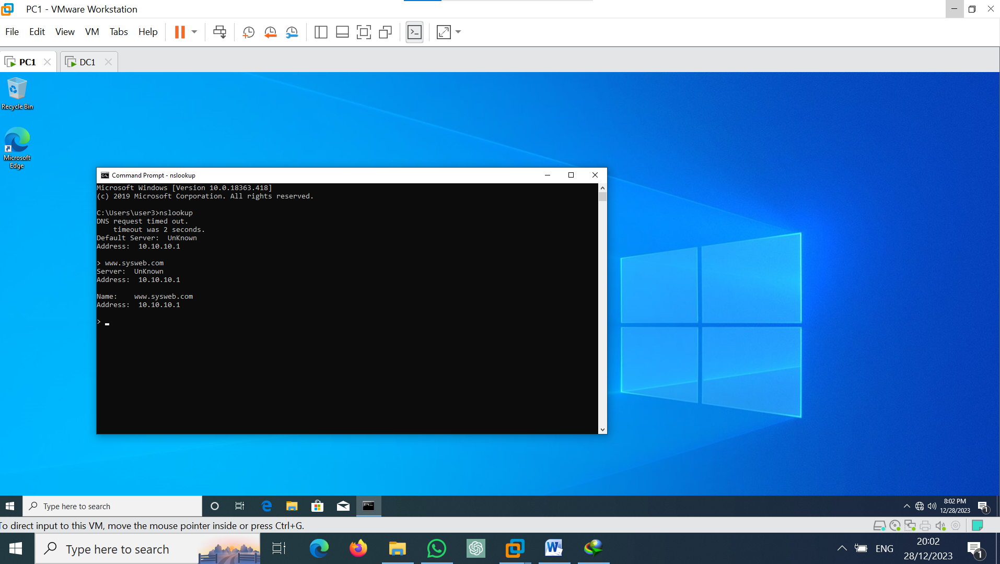 PC1 - VMware Workstation
File Edit View VM Tabs Help
PC1 DC1
Recycle Bin
Microsoft
Edge
Command Prompt - nslookup
Microsoft Windows [Version 10.0.18363.418]
(c) 2019 Microsoft Corporation. All rights reserved.
C:\Users\user3>nslookup
DNS request timed out.
    timeout was 2 seconds.
Default Server:  UnKnown
Address:  10.10.10.1
> www.sysweb.com
Server:  UnKnown
Address:  10.10.10.1
Name:    www.sysweb.com
Address:  10.10.10.1
>
Type here to search
8:02 PM
12/28/2023
1
To direct input to this VM, move the mouse pointer inside or press Ctrl+G.
Type here to search
ENG
20:02
28/12/2023
1